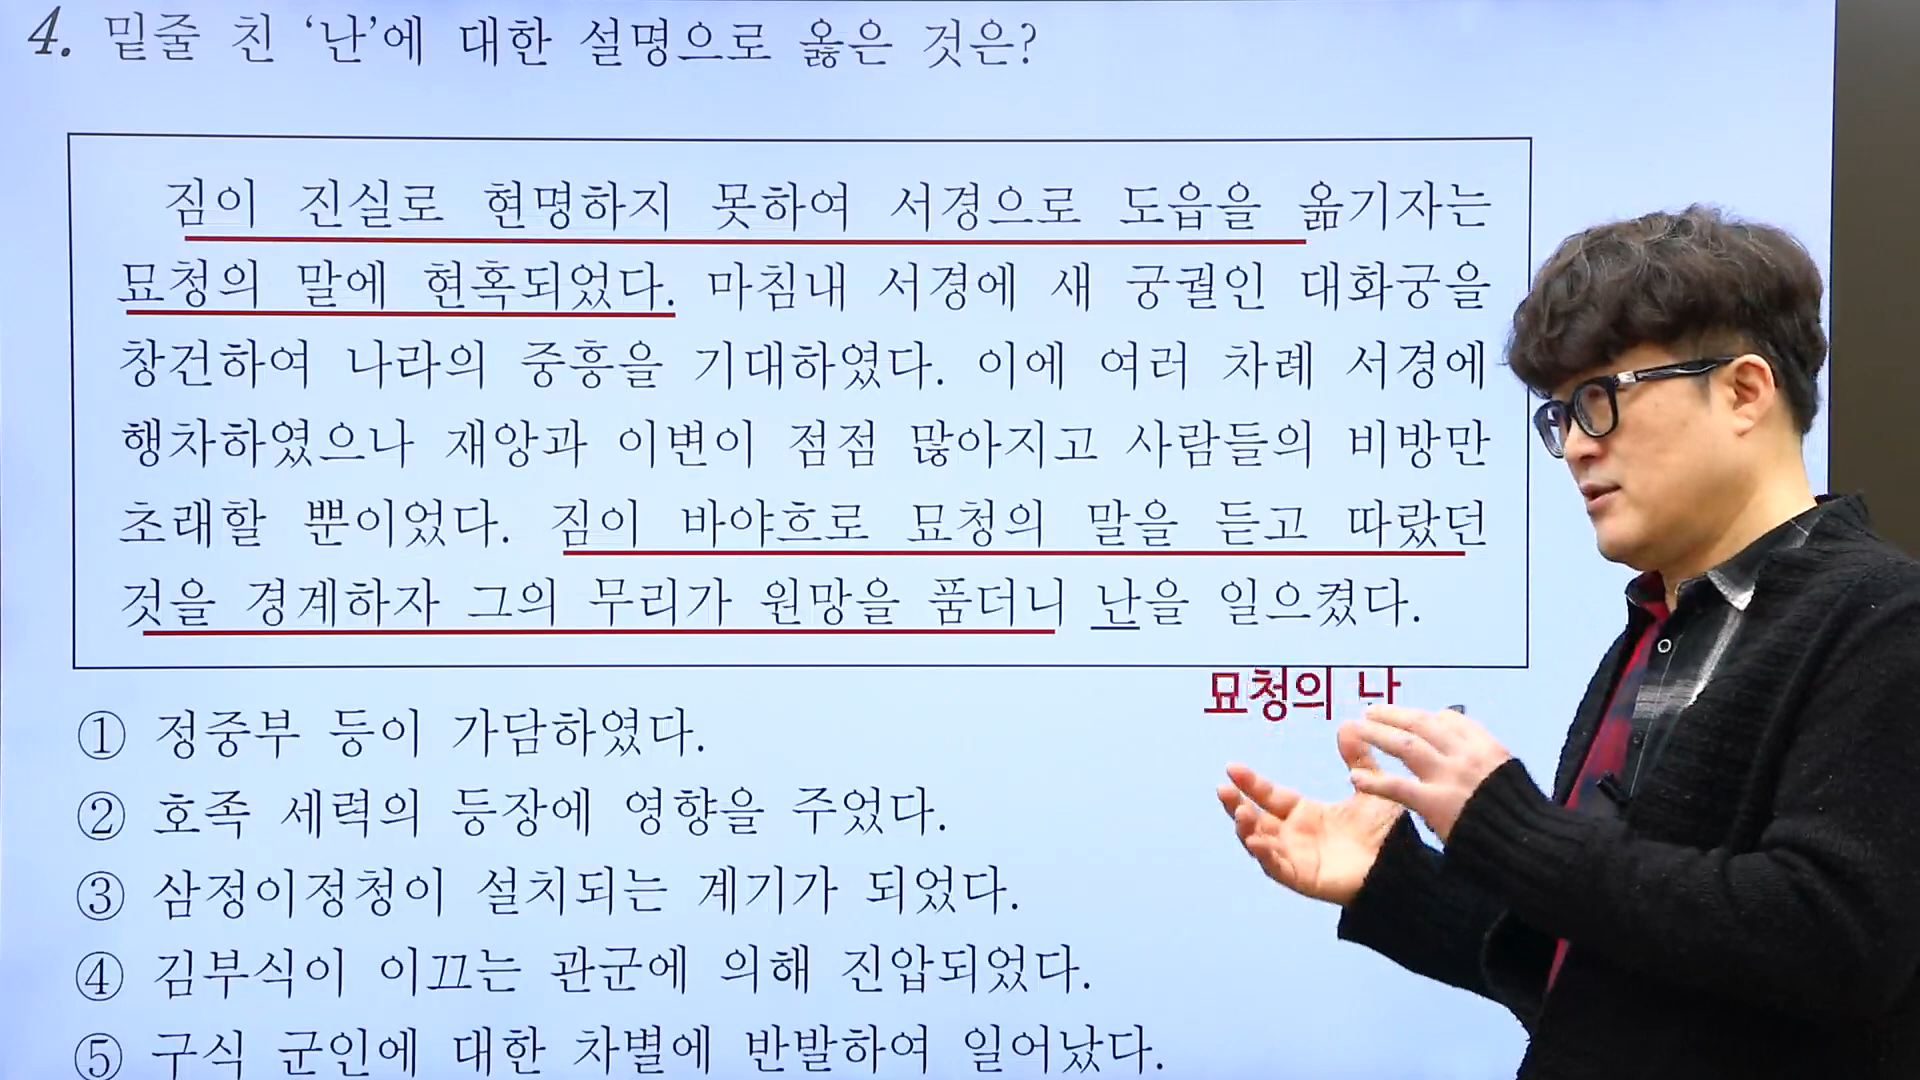 4. 밑줄 친 ‘난’에 대한 설명으로 옳은 것은?
짐이 진실로 현명하지 못하여 서경으로 도읍을 옮기자는
묘청의 말에 현혹되었다. 마침내 서경에 새 궁궐인 대화궁을
창건하여 나라의 중흥을 기대하였다. 이에 여러 차례 서경에
행차하였으나 재앙과 이변이 점점 많아지고 사람들의 비방만
초래할 뿐이었다. 짐이 바야흐로 묘청의 말을 듣고 따랐던
것을 경계하자 그의 무리가 원망을 품더니 난을 일으켰다.
묘청의 난
① 정중부 등이 가담하였다.
② 호족 세력의 등장에 영향을 주었다.
③ 삼정이정청이 설치되는 계기가 되었다.
④ 김부식이 이끄는 관군에 의해 진압되었다.
⑤ 구식 군인에 대한 차별에 반발하여 일어났다.